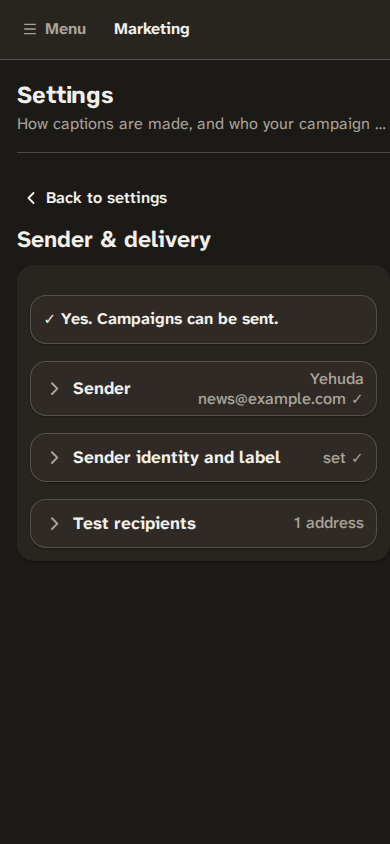 Menu Marketing
Settings
How captions are made, and who your campaign ...
Back to settings
Sender & delivery
✓ Yes. Campaigns can be sent.
Sender
Yehuda
news@example.com ✓
Sender identity and label set ✓
Test recipients 1 address